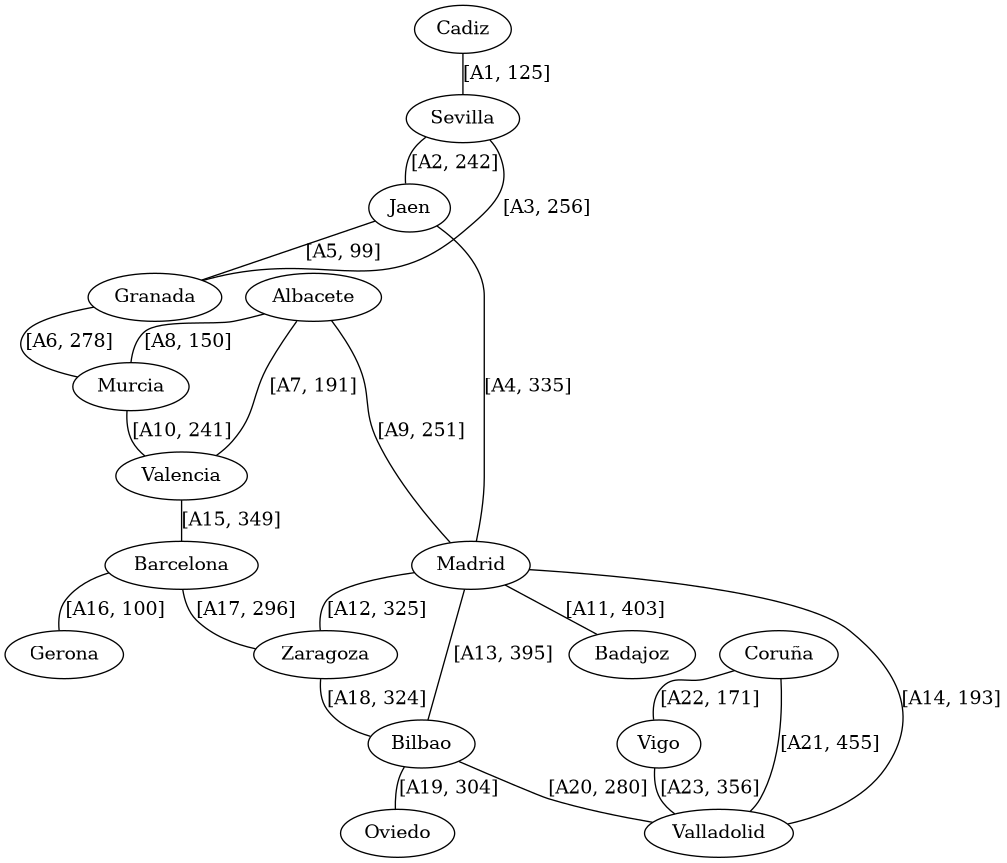 Cadiz
[A1, 125]
Sevilla
[A2, 242]
Jaen
[A3, 256]
[A5, 99]
Granada
Albacete
[A6, 278]
[A8, 150]
Murcia
[A7, 191]
[A4, 335]
[A10, 241]
[A9, 251]
Valencia
[A15, 349]
Barcelona
Madrid
[A16, 100]
[A17, 296]
[A12, 325]
[A11, 403]
Gerona
Zaragoza
[A13, 395]
Badajoz
Coruña
[A18, 324]
[A22, 171]
[A14, 193]
Bilbao
Vigo
[A21, 455]
[A19, 304]
[A20, 280]
[A23, 356]
Oviedo
Valladolid